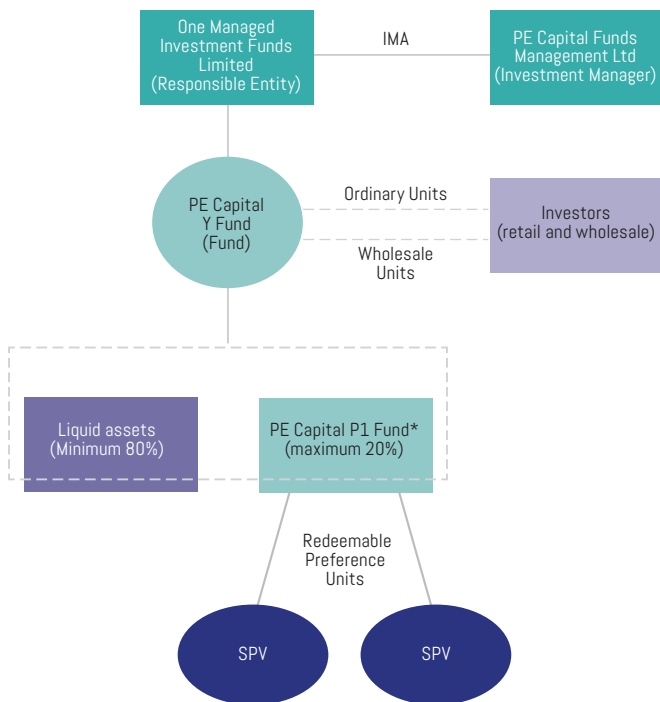 One Managed
Investment Funds
Limited
(Responsible Entity)
IMA
PE Capital Funds
Management Ltd
(Investment Manager)
PE Capital
Y Fund
(Fund)
Ordinary Units
Wholesale
Units
Investors
(retail and wholesale)
Liquid assets
(Minimum 80%)
PE Capital P1 Fund*
(maximum 20%)
Redeemable
Preference
Units
SPV
SPV